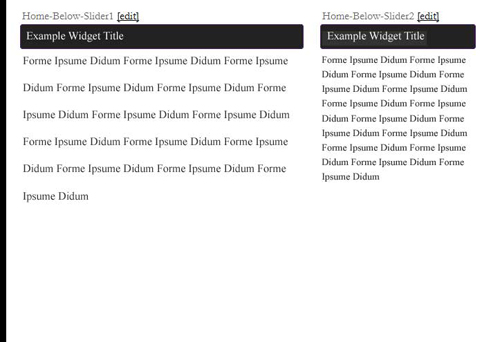 Home-Below-Slider1 [edit]
Example Widget Title
Forme Ipsume Didum Forme Ipsume Didum Forme Ipsume
Didum Forme Ipsume Didum Forme Ipsume Didum Forme
Ipsume Didum Forme Ipsume Didum Forme Ipsume Didum
Forme Ipsume Didum Forme Ipsume Didum Forme Ipsume
Didum Forme Ipsume Didum Forme Ipsume Didum Forme
Ipsume Didum
Home-Below-Slider2 [edit]
Example Widget Title
Forme Ipsume Didum Forme Ipsume
Didum Forme Ipsume Didum Forme
Ipsume Didum Forme Ipsume Didum
Forme Ipsume Didum Forme Ipsume
Didum Forme Ipsume Didum Forme
Ipsume Didum Forme Ipsume Didum
Forme Ipsume Didum Forme Ipsume
Didum Forme Ipsume Didum Forme
Ipsume Didum